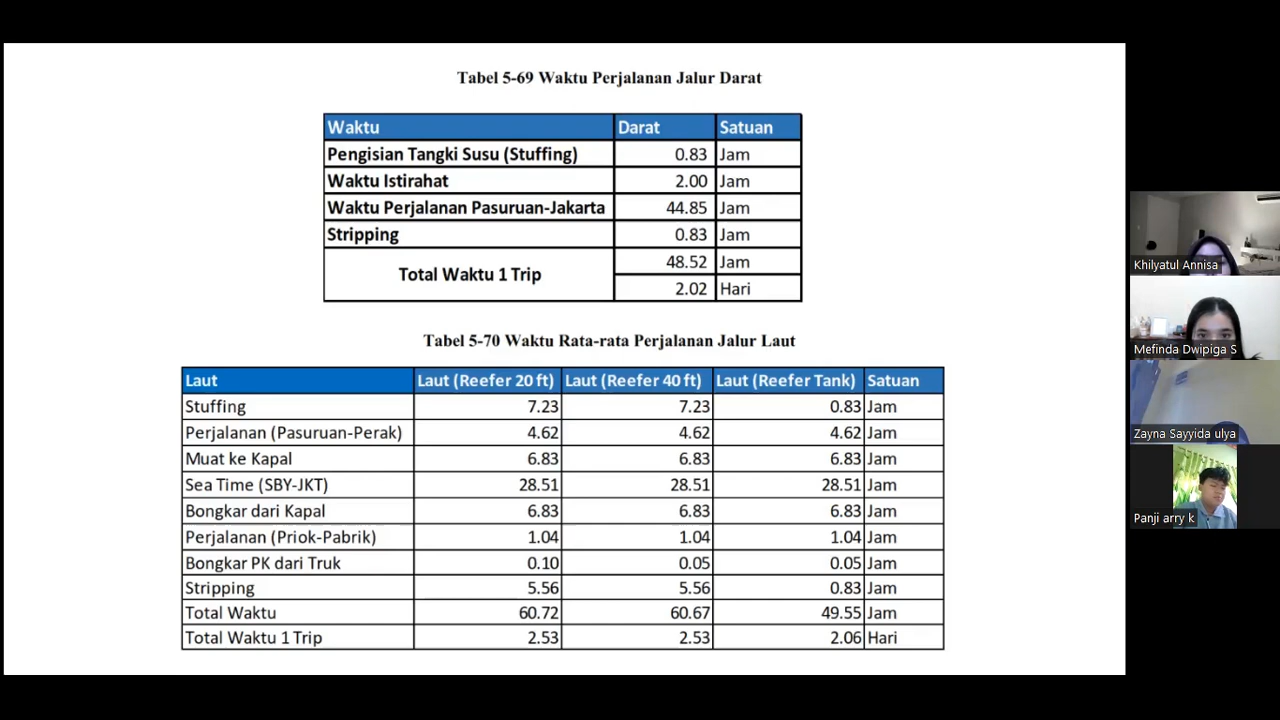 Tabel 5-69 Waktu Perjalanan Jalur Darat
Waktu Darat Satuan
Pengisian Tangki Susu (Stuffing) 0.83 Jam
Waktu Istirahat 2.00 Jam
Waktu Perjalanan Pasuruan-Jakarta 44.85 Jam
Stripping 0.83 Jam
Total Waktu 1 Trip 48.52 Jam
2.02 Hari
Tabel 5-70 Waktu Rata-rata Perjalanan Jalur Laut
Laut Laut (Reefer 20 ft) Laut (Reefer 40 ft) Laut (Reefer Tank) Satuan
Stuffing 7.23 7.23 0.83 Jam
Perjalanan (Pasuruan-Perak) 4.62 4.62 4.62 Jam
Muat ke Kapal 6.83 6.83 6.83 Jam
Sea Time (SBY-JKT) 28.51 28.51 28.51 Jam
Bongkar dari Kapal 6.83 6.83 6.83 Jam
Perjalanan (Priok-Pabrik) 1.04 1.04 1.04 Jam
Bongkar PK dari Truk 0.10 0.05 0.05 Jam
Stripping 5.56 5.56 0.83 Jam
Total Waktu 60.72 60.67 49.55 Jam
Total Waktu 1 Trip 2.53 2.53 2.06 Hari
Khilyatul Annisa
Mefinda Dwipiga S
Zayna Sayyida ulya
Panji arry k